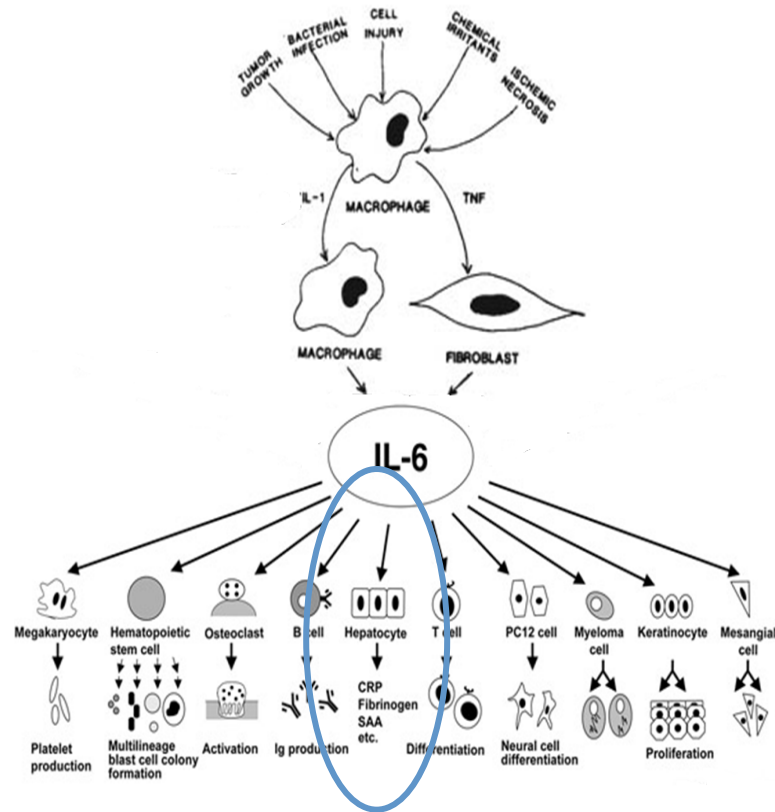 TUMOR
GROWTH
BACTERIAL
INFECTION
CELL
INJURY
CHEMICAL
IRRITANTS
ISCHEMIC
NECROSIS
IL-1
MACROPHAGE
TNF
MACROPHAGE
FIBROBLAST
IL-6
Megakaryocyte
Hematopoietic
stem cell
Osteoclast
B cell
Hepatocyte
T cell
PC12 cell
Myeloma
cell
Keratinocyte
Mesangial
cell
Platelet
production
Multilineage
blast cell colony
formation
Activation
Ig production
CRP
Fibrinogen
SAA
etc.
Differentiation
Neural cell
differentiation
Proliferation